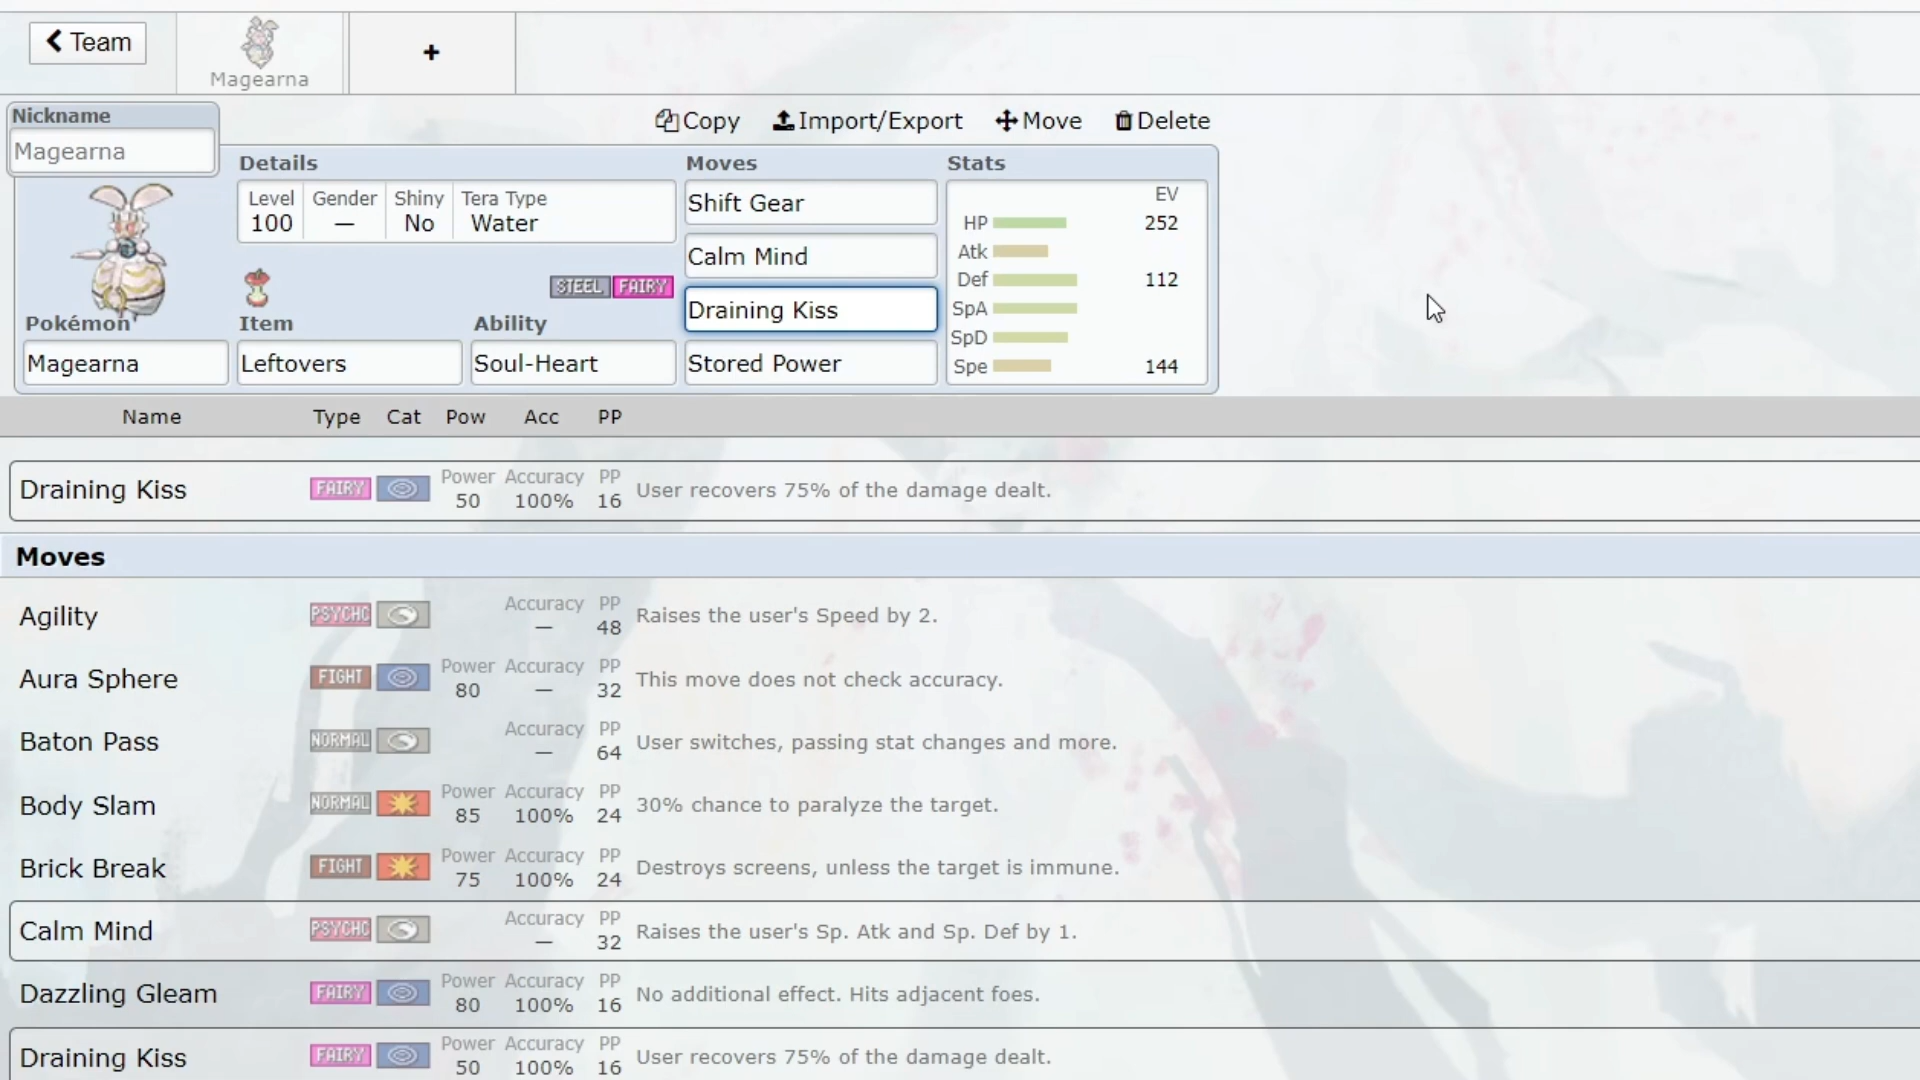 Team
Magearna
+
Nickname
Magearna
Copy Import/Export Move Delete
Details
Moves
Stats
Level Gender Shiny Tera Type
100 — No Water
STEEL FAIRY
Pokémon Item Ability
Magearna Leftovers Soul-Heart
Shift Gear
Calm Mind
Draining Kiss
Stored Power
EV
HP 252
Atk
Def 112
SpA
SpD
Spe 144
Name Type Cat Pow Acc PP
Draining Kiss FAIRY Power 50 Accuracy 100% PP 16 User recovers 75% of the damage dealt.
Moves
Agility PSYCHC Accuracy — PP 48 Raises the user's Speed by 2.
Aura Sphere FIGHT Power 80 Accuracy — PP 32 This move does not check accuracy.
Baton Pass NORMAL Accuracy — PP 64 User switches, passing stat changes and more.
Body Slam NORMAL Power 85 Accuracy 100% PP 24 30% chance to paralyze the target.
Brick Break FIGHT Power 75 Accuracy 100% PP 24 Destroys screens, unless the target is immune.
Calm Mind PSYCHC Accuracy — PP 32 Raises the user's Sp. Atk and Sp. Def by 1.
Dazzling Gleam FAIRY Power 80 Accuracy 100% PP 16 No additional effect. Hits adjacent foes.
Draining Kiss FAIRY Power 50 Accuracy 100% PP 16 User recovers 75% of the damage dealt.